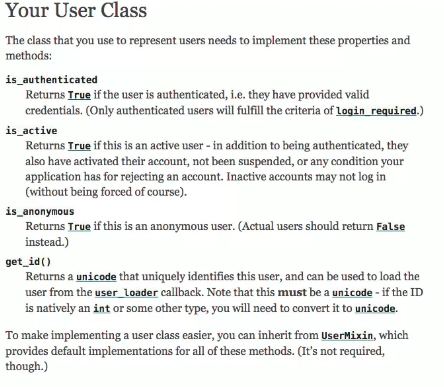 Your User Class
The class that you use to represent users needs to implement these properties and
methods:
is_authenticated
Returns True if the user is authenticated, i.e. they have provided valid
credentials. (Only authenticated users will fulfill the criteria of login_required.)
is_active
Returns True if this is an active user - in addition to being authenticated, they
also have activated their account, not been suspended, or any condition your
application has for rejecting an account. Inactive accounts may not log in
(without being forced of course).
is_anonymous
Returns True if this is an anonymous user. (Actual users should return False
instead.)
get_id()
Returns a unicode that uniquely identifies this user, and can be used to load the
user from the user_loader callback. Note that this must be a unicode - if the ID
is natively an int or some other type, you will need to convert it to unicode.
To make implementing a user class easier, you can inherit from UserMixin, which
provides default implementations for all of these methods. (It's not required,
though.)